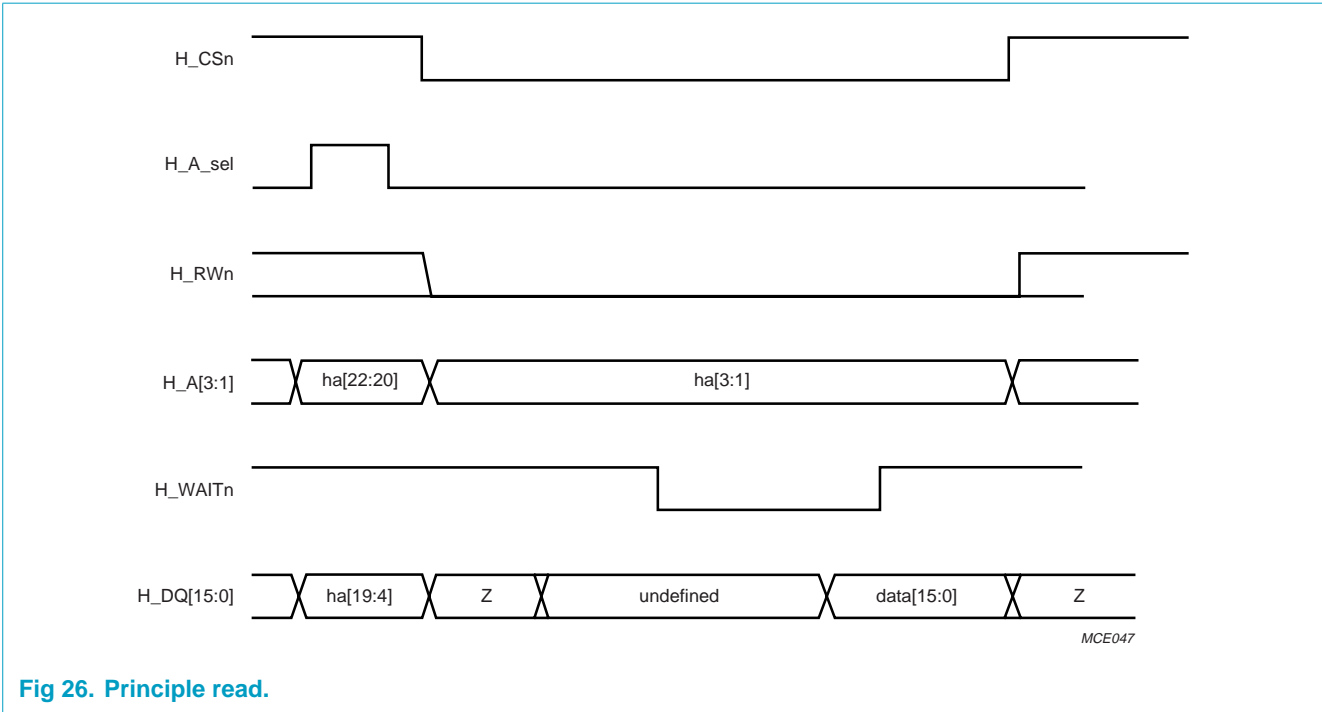 H_CSn
H_A_sel
H_RWn
H_A[3:1] ha[22:20] ha[3:1]
H_WAITn
H_DQ[15:0] ha[19:4] Z undefined data[15:0] Z
MCE047
Fig 26. Principle read.